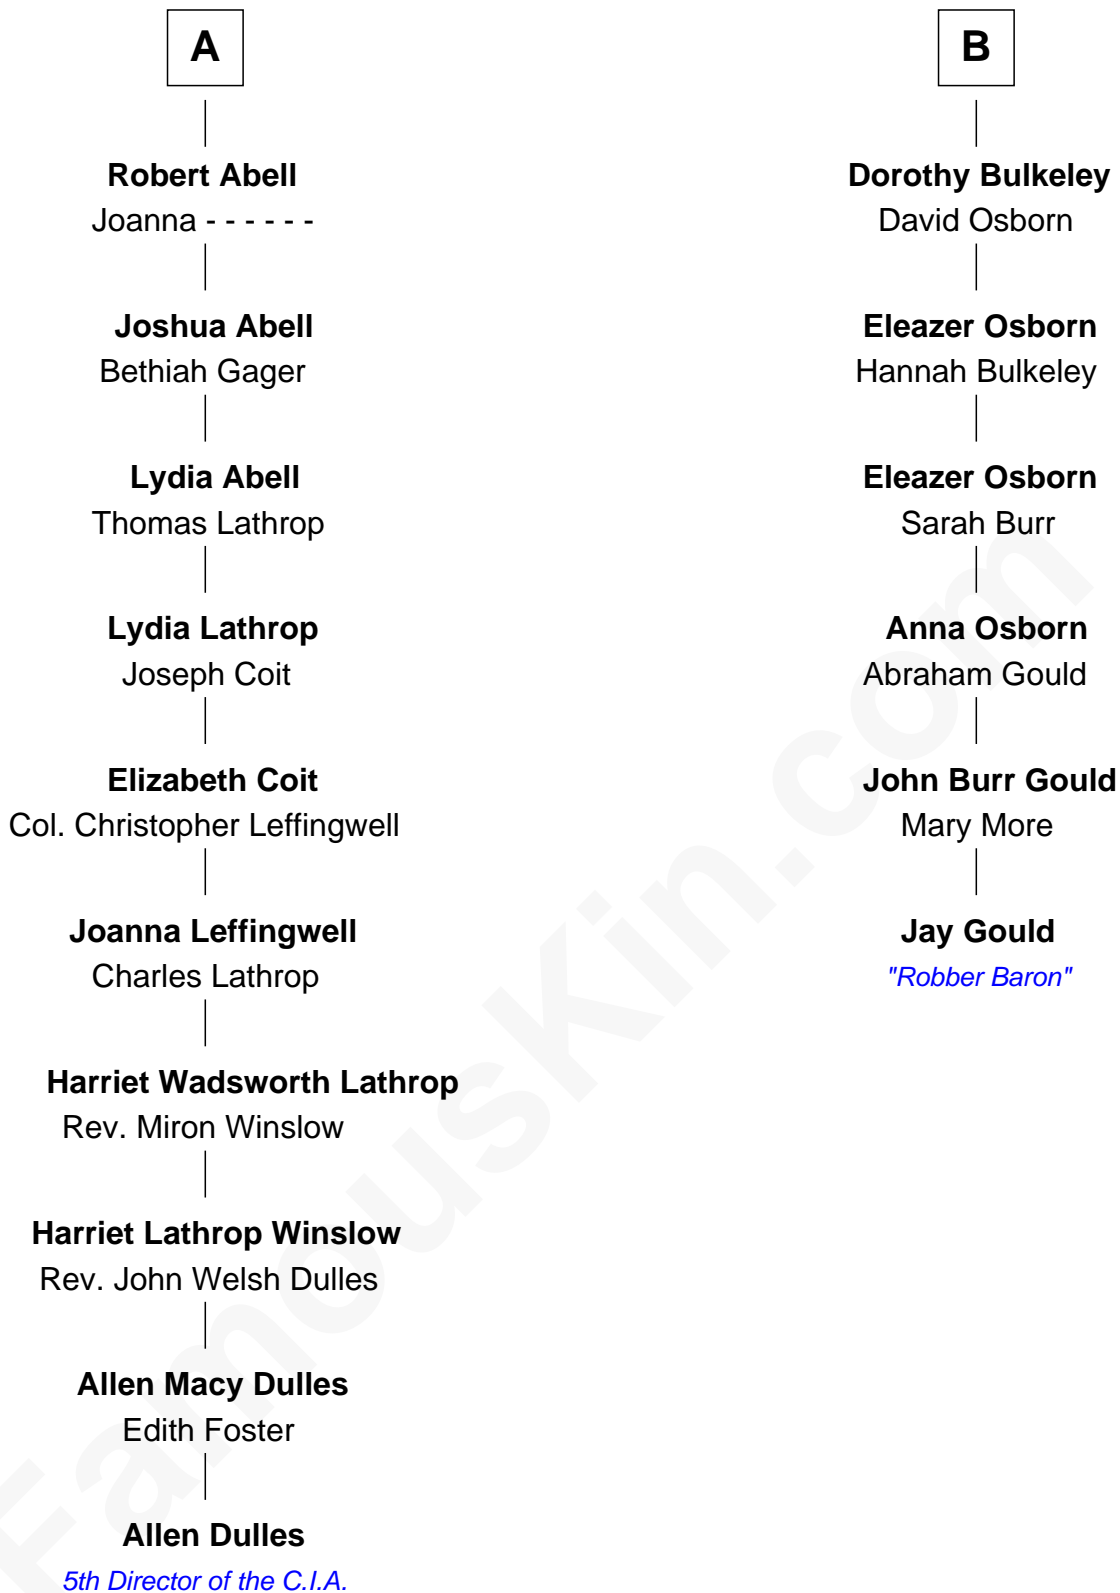 A
Robert Abell
Joanna - - - - - -
Joshua Abell
Bethiah Gager
Lydia Abell
Thomas Lathrop
Lydia Lathrop
Joseph Coit
Elizabeth Coit
Col. Christopher Leffingwell
Joanna Leffingwell
Charles Lathrop
Harriet Wadsworth Lathrop
Rev. Miron Winslow
Harriet Lathrop Winslow
Rev. John Welsh Dulles
Allen Macy Dulles
Edith Foster
Allen Dulles
5th Director of the C.I.A.
B
Dorothy Bulkeley
David Osborn
Eleazer Osborn
Hannah Bulkeley
Eleazer Osborn
Sarah Burr
Anna Osborn
Abraham Gould
John Burr Gould
Mary More
Jay Gould
"Robber Baron"
FamousKin.com